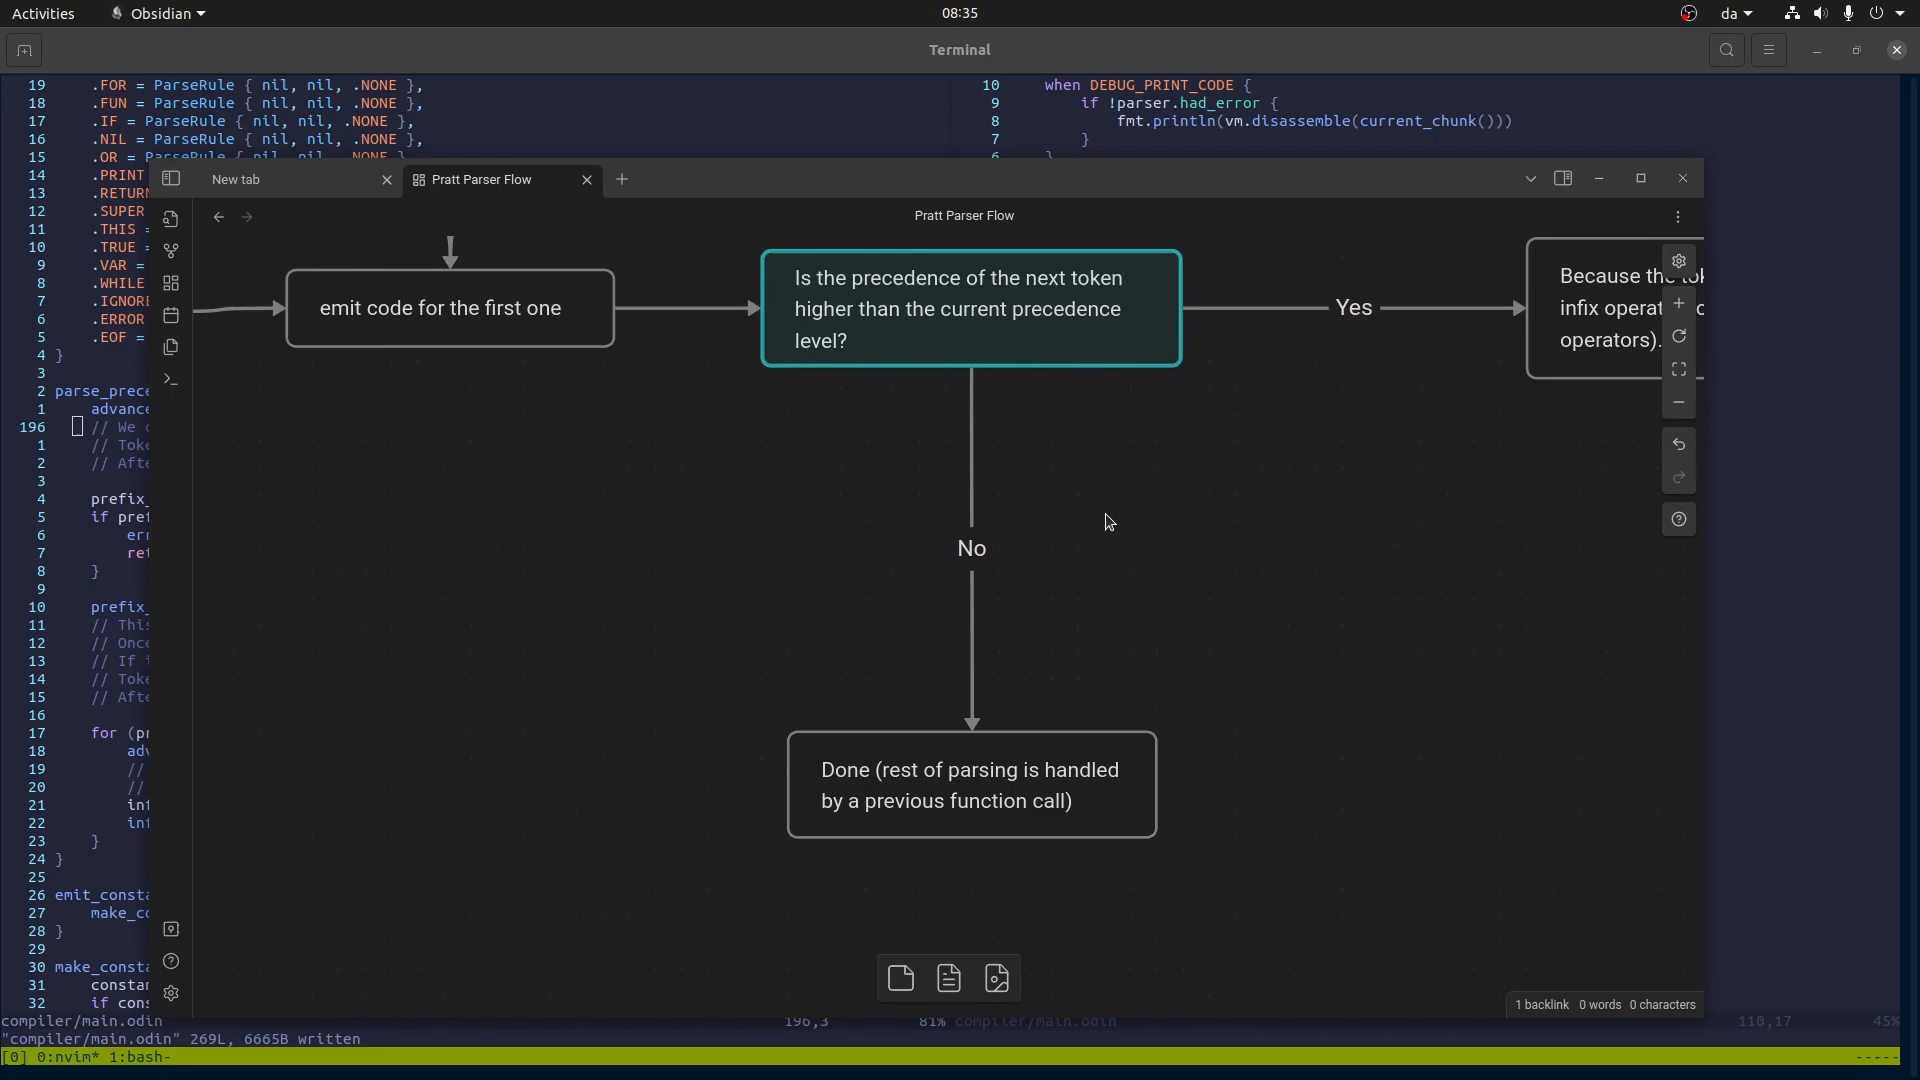 Activities
Obsidian
08:35
da
Terminal
19 .FOR = ParseRule { nil, nil, .NONE },
18 .FUN = ParseRule { nil, nil, .NONE },
17 .IF = ParseRule { nil, nil, .NONE },
16 .NIL = ParseRule { nil, nil, .NONE },
15 .OR = ParseRule { nil, nil, .NONE
14 .PRINT
13 .RETURN
12 .SUPER
11 .THIS =
10 .TRUE =
9 .VAR =
8 .WHILE
7 .IGNORE
6 .ERROR
5 .EOF =
4 }
3
2 parse_prece
1 advance
196 // We
1 // Toke
2 // Afte
3
4 prefix_
5 if pref
6 err
7 ret
8 }
9
10 prefix_
11 // This
12 // Once
13 // If
14 // Toke
15 // Afte
16
17 for (pr
18 adv
19 //
20 //
21 inf
22 inf
23 }
24 }
25
26 emit_consta
27 make_co
28 }
29
30 make_consta
31 constan
32 if cons
10 when DEBUG_PRINT_CODE {
9 if !parser.had_error {
8 fmt.println(vm.disassemble(current_chunk()))
7 }
6 }
New tab
Pratt Parser Flow
Pratt Parser Flow
emit code for the first one
Is the precedence of the next token
higher than the current precedence
level?
Yes
Because the tok
infix operat
operators).
No
Done (rest of parsing is handled
by a previous function call)
1 backlink 0 words 0 characters
compiler/main.odin 196,3 81% compiler/main.odin 110,17 45%
"compiler/main.odin" 269L, 6665B written
[0] 0:nvim* 1:bash- -----